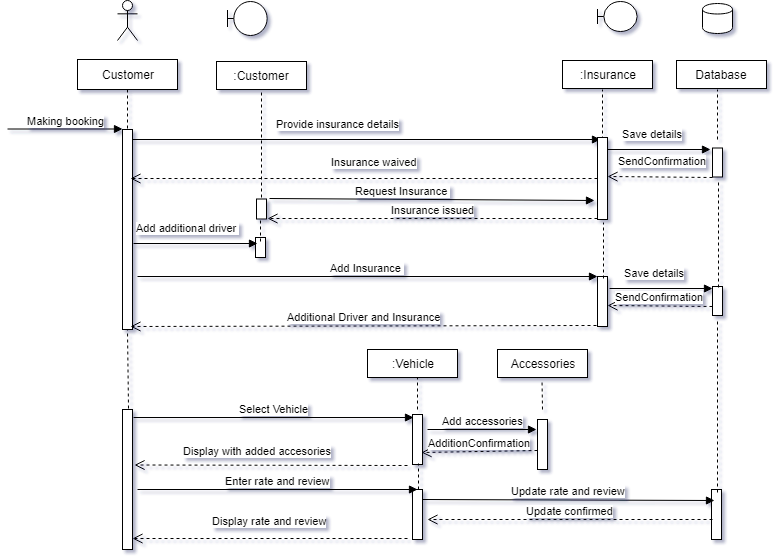 Customer
:Customer
:Insurance
Database
Making booking
Provide insurance details
Save details
Insurance waived
SendConfirmation
Request Insurance
Insurance issued
Add additional driver
Add Insurance
Save details
SendConfirmation
Additional Driver and Insurance
:Vehicle
Accessories
Select Vehicle
Add accessories
AdditionConfirmation
Display with added accesories
Enter rate and review
Update rate and review
Update confirmed
Display rate and review